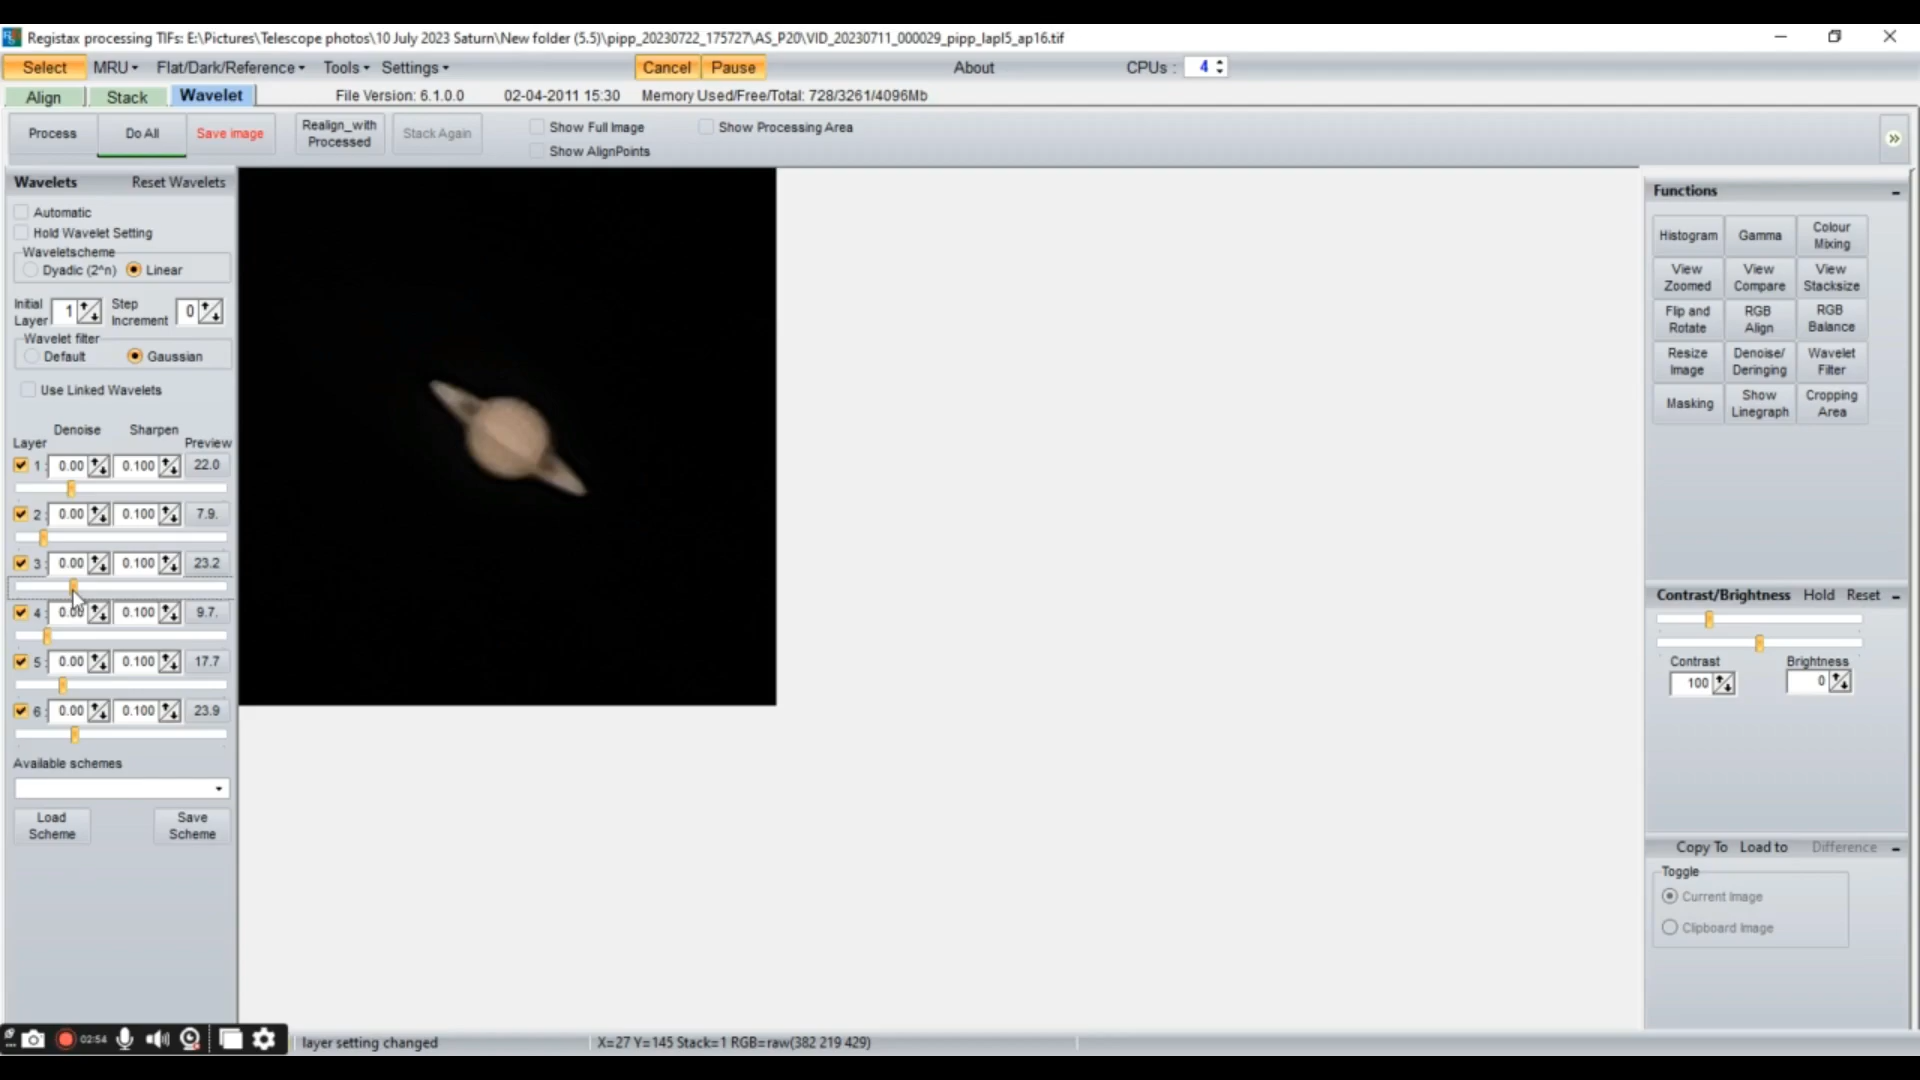 Registax processing TIFs: E:\Pictures\Telescope photos\10 July 2023 Saturn\New folder (5.5)\pipp_20230722_175727\AS_P20\VID_20230711_000029_pipp_lapl5_ap16.tif
Select MRU Flat/Dark/Reference Tools Settings Cancel Pause About CPUs : 4
Align Stack Wavelet File Version: 6.1.0.0 02-04-2011 15:30 Memory Used/Free/Total: 728/3261/4096Mb
Process Do All Save image Realign_with Processed Stack Again
Show Full Image Show Processing Area
Show AlignPoints
Wavelets Reset Wavelets
Automatic
Hold Wavelet Setting
Waveletscheme
Dyadic (2^n) Linear
Initial Layer 1 Step Increment 0
Wavelet filter
Default Gaussian
Use Linked Wavelets
Denoise Sharpen
Layer Preview
1: 0.00 0.100 22.0
2: 0.00 0.100 7.9.
3: 0.00 0.100 23.2
4: 0.00 0.100 9.7.
5: 0.00 0.100 17.7
6: 0.00 0.100 23.9
Available schemes
Load Scheme Save Scheme
Functions
Histogram Gamma Colour Mixing
View Zoomed View Compare View Stacksize
Flip and Rotate RGB Align RGB Balance
Resize Image Denoise/ Deringing Wavelet Filter
Masking Show Linegraph Cropping Area
Contrast/Brightness Hold Reset
Contrast Brightness
100 0
Copy To Load to Difference
Toggle
Current Image
Clipboard Image
02:54
layer setting changed X=27 Y=145 Stack=1 RGB=raw(382 219 429)